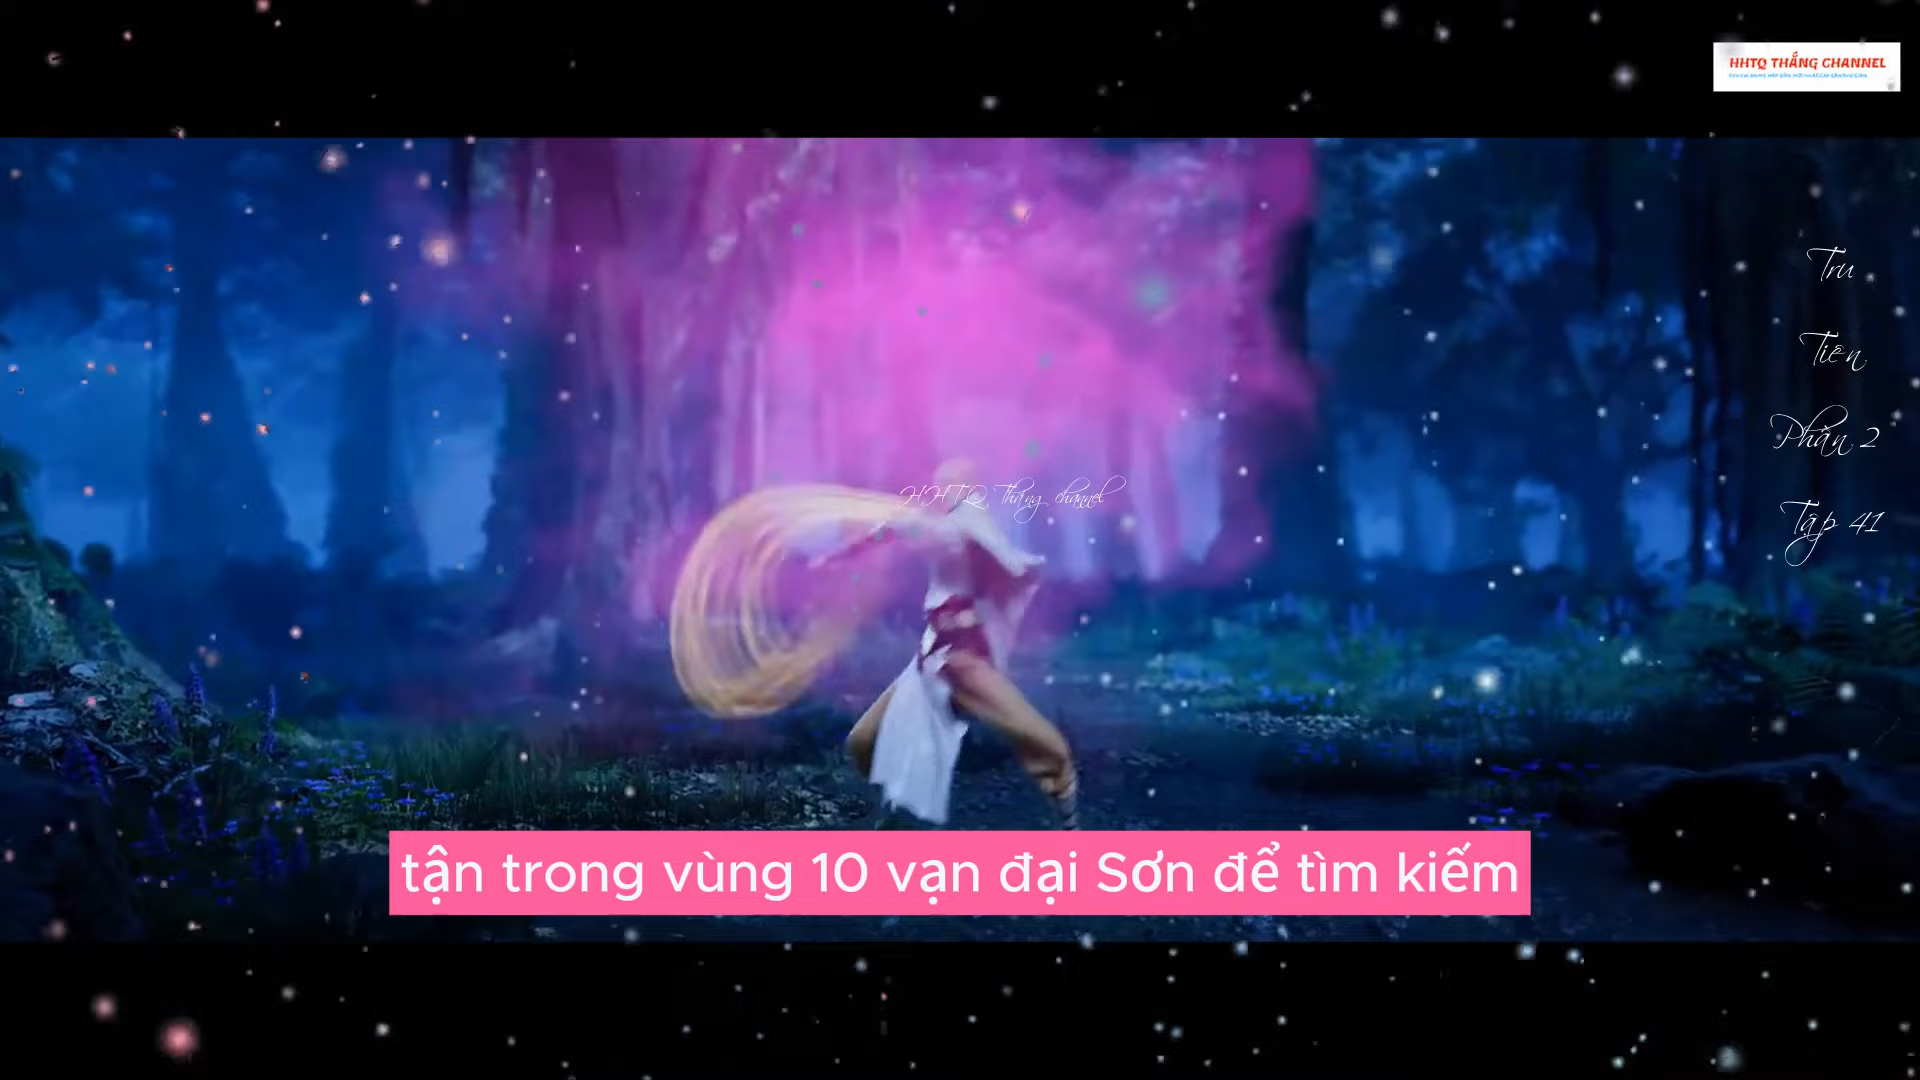 HHTQ THẮNG CHANNEL
Tru
Tiên
Phần 2
Tập 41
HHTQ Thắng channel
tận trong vùng 10 vạn đại Sơn để tìm kiếm